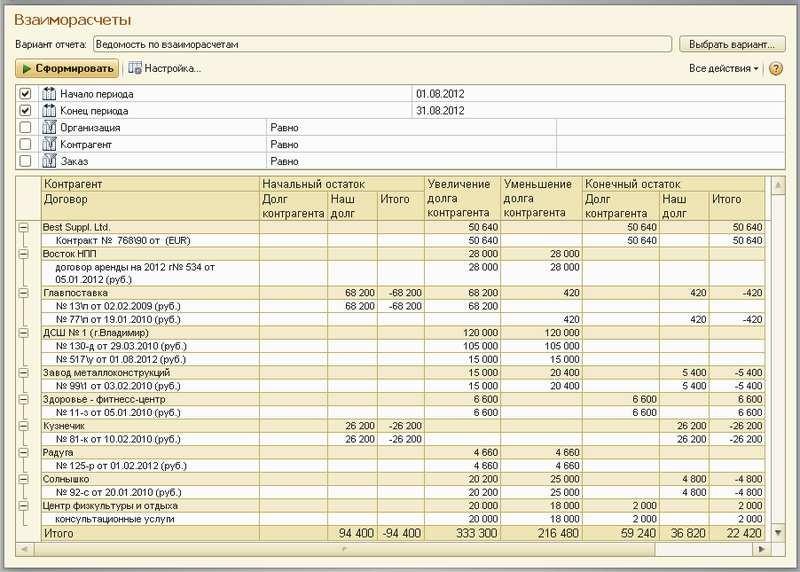 Взаиморасчеты
Вариант отчета: Ведомость по взаиморасчетам Выбрать вариант...
Сформировать Настройка... Все действия
Начало периода 01.08.2012
Конец периода 31.08.2012
Организация Равно
Контрагент Равно
Заказ Равно
Контрагент Начальный остаток Увеличение долга контрагента Уменьшение долга контрагента Конечный остаток
Договор Долг контрагента Наш долг Итого Долг контрагента Наш долг Итого
Best Suppl. Ltd. 50 640 50 640 50 640
Контракт № 768\90 от (EUR) 50 640 50 640 50 640
Восток НПП 28 000 28 000
договор аренды на 2012 г№ 534 от 28 000 28 000
05.01.2012 (руб.)
Главпоставка 68 200 -68 200 68 200 420 420 -420
№ 13\п от 02.02.2009 (руб.) 68 200 -68 200 68 200
№ 77\п от 19.01.2010 (руб.) 420 420 -420
ДСШ № 1 (г.Владимир) 120 000 120 000
№ 130-д от 29.03.2010 (руб.) 105 000 105 000
№ 517\у от 01.08.2012 (руб.) 15 000 15 000
Завод металлоконструкций 15 000 20 400 5 400 -5 400
№ 99\1 от 03.02.2010 (руб.) 15 000 20 400 5 400 -5 400
Здоровье - фитнесс-центр 6 600 6 600 6 600
№ 11-з от 05.01.2010 (руб.) 6 600 6 600 6 600
Кузнечик 26 200 -26 200 26 200 -26 200
№ 81-к от 10.02.2010 (руб.) 26 200 -26 200 26 200 -26 200
Радуга 4 660 4 660
№ 125-р от 01.02.2012 (руб.) 4 660 4 660
Солнышко 20 200 25 000 4 800 -4 800
№ 92-с от 20.01.2010 (руб.) 20 200 25 000 4 800 -4 800
Центр физкультуры и отдыха 20 000 18 000 2 000 2 000
консультационные услуги 20 000 18 000 2 000 2 000
Итого 94 400 -94 400 333 300 216 480 59 240 36 820 22 420